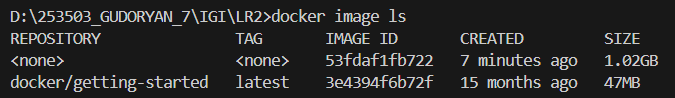 D:\253503_GUDORYAN_7\IGI\LR2>docker image ls
REPOSITORY TAG IMAGE ID CREATED SIZE
<none> <none> 53fdaf1fb722 7 minutes ago 1.02GB
docker/getting-started latest 3e4394f6b72f 15 months ago 47MB